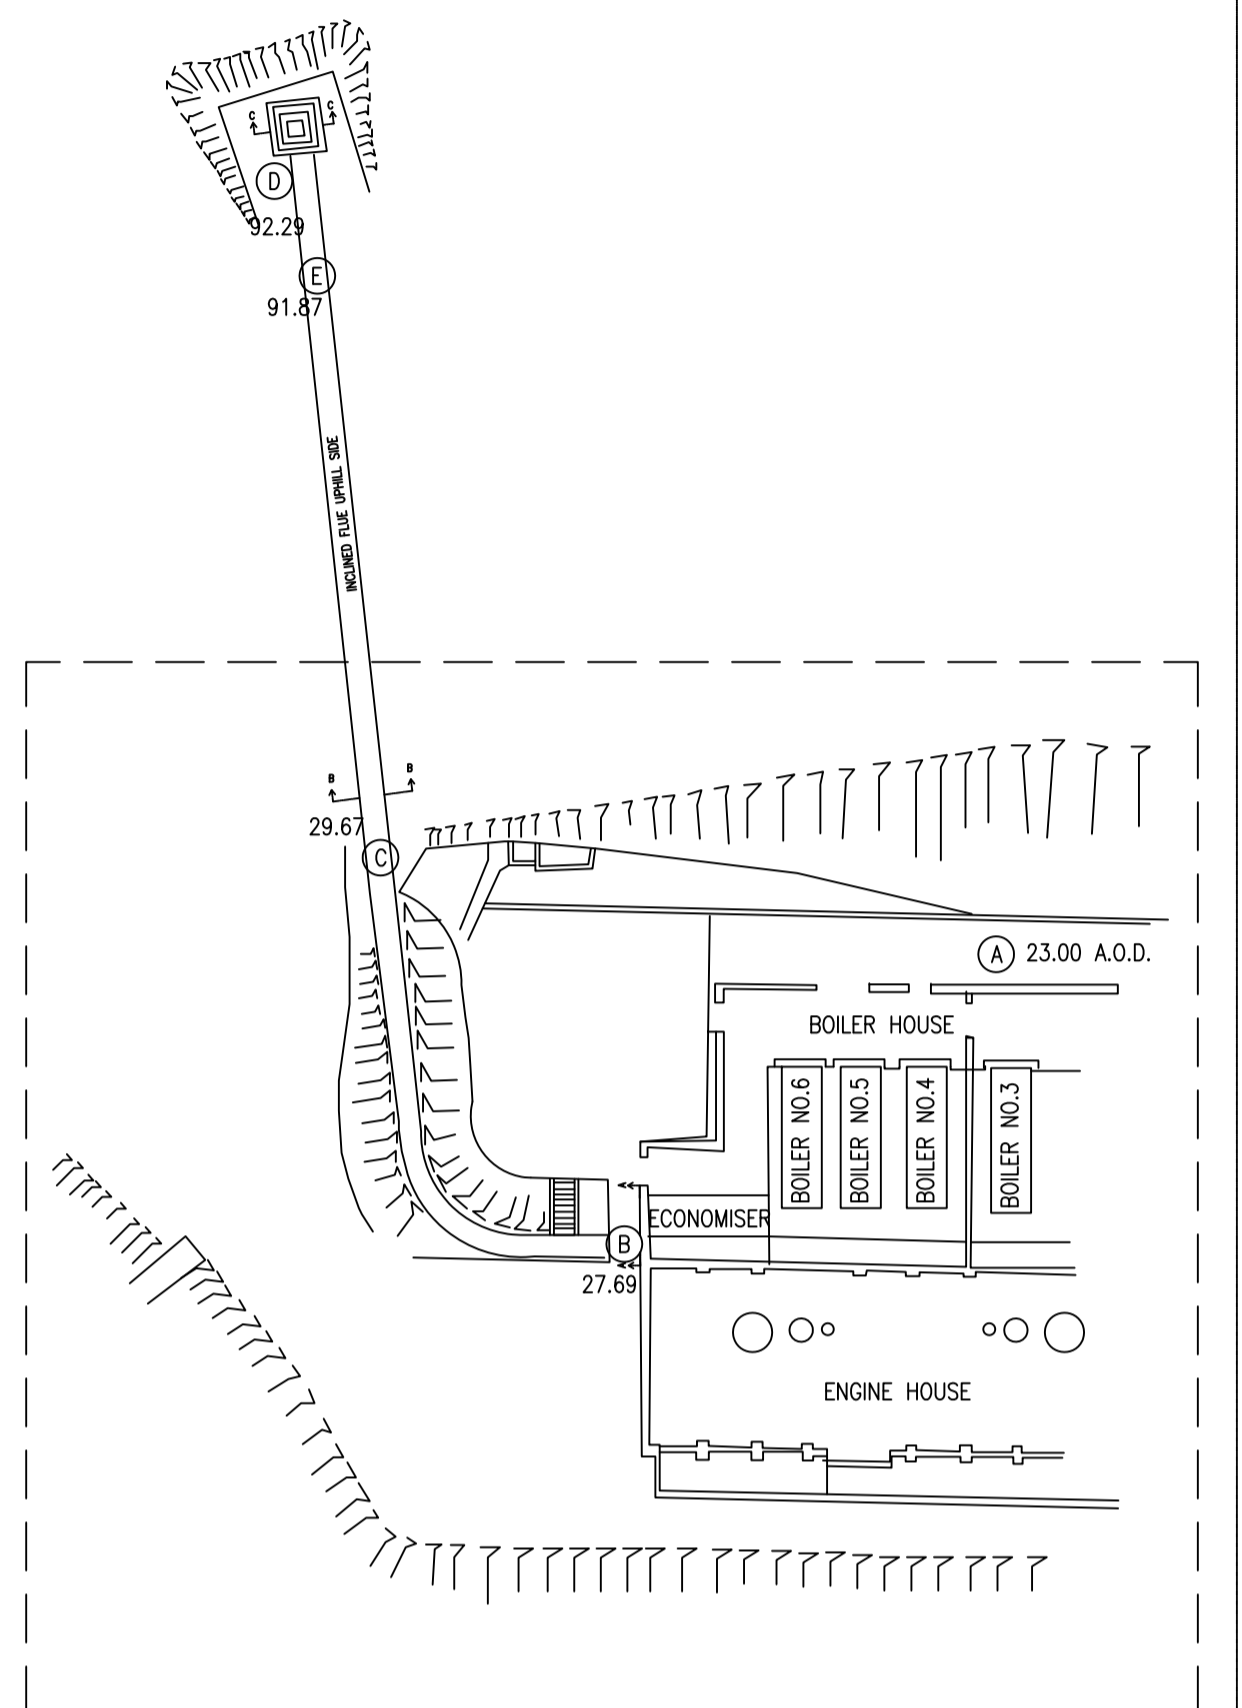 C
C
D
92.29
E
91.87
INCLINED FLUE UPHILL SIDE
B
B
29.67
C
A 23.00 A.O.D.
BOILER HOUSE
BOILER NO.6
BOILER NO.5
BOILER NO.4
BOILER NO.3
ECONOMISER
B
27.69
ENGINE HOUSE